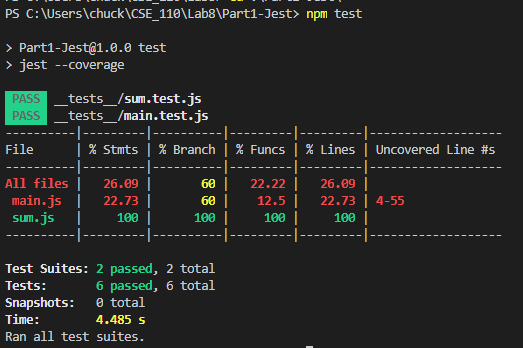 PS C:\Users\chuck\CSE_110\Lab8\Part1-Jest> npm test
> Part1-Jest@1.0.0 test
> jest --coverage
PASS __tests__/sum.test.js
PASS __tests__/main.test.js
----------|---------|----------|---------|---------|-------------------
File      | % Stmts | % Branch | % Funcs | % Lines | Uncovered Line #s
----------|---------|----------|---------|---------|-------------------
All files |   26.09 |       60 |   22.22 |   26.09 |
 main.js  |   22.73 |       60 |    12.5 |   22.73 | 4-55
 sum.js   |     100 |      100 |     100 |     100 |
----------|---------|----------|---------|---------|-------------------
Test Suites: 2 passed, 2 total
Tests:       6 passed, 6 total
Snapshots:   0 total
Time:        4.485 s
Ran all test suites.